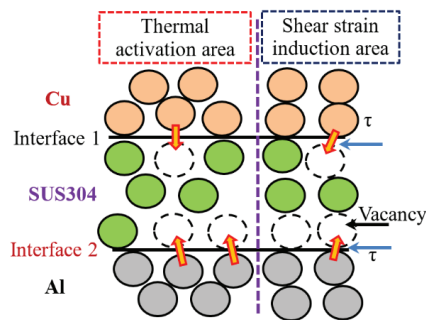 Thermal
activation area
Shear strain
induction area
Cu
τ
Interface 1
SUS304
Vacancy
Interface 2
τ
Al